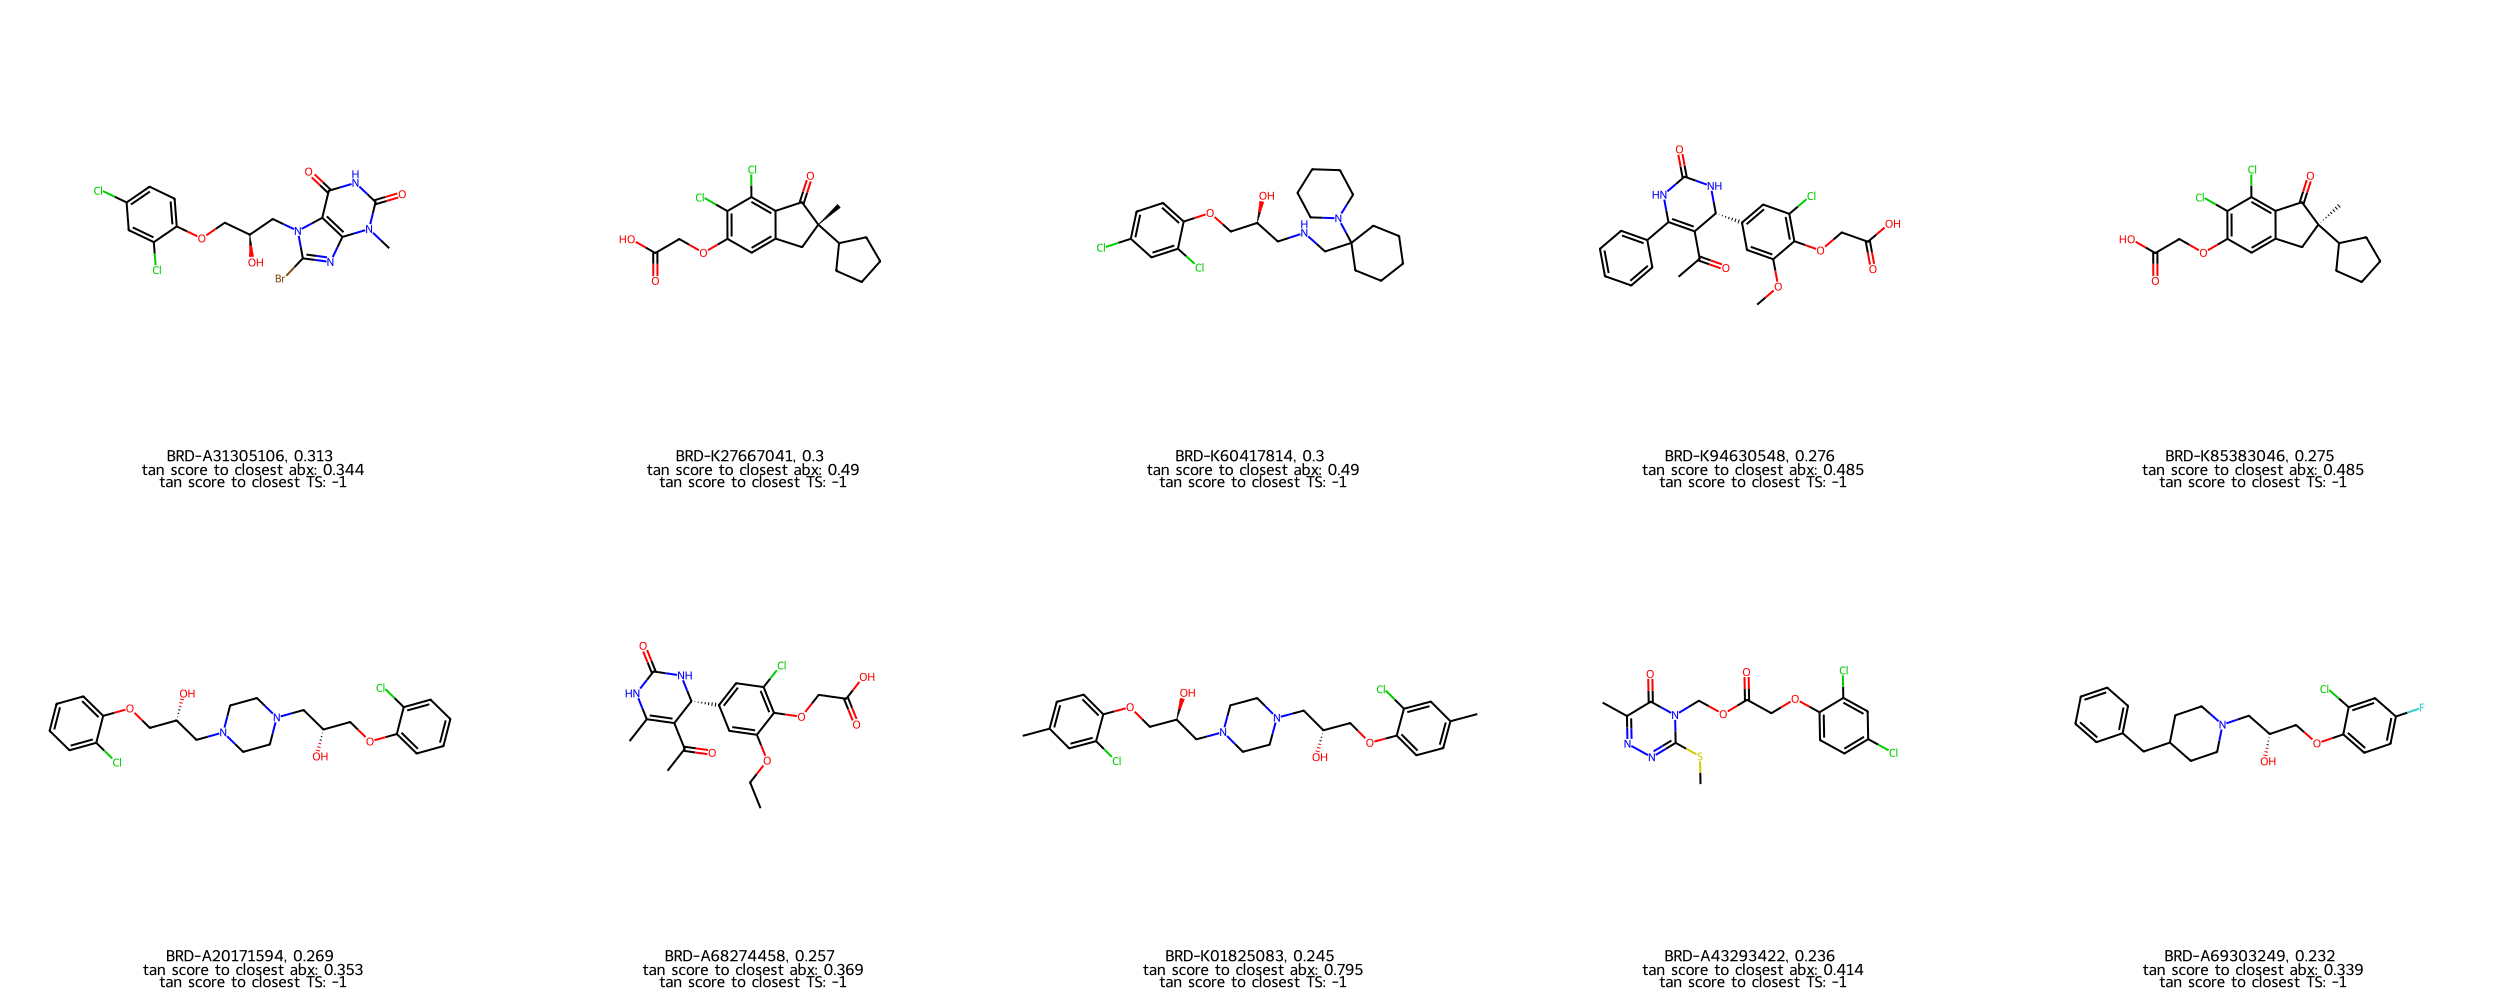 BRD-A31305106, 0.313
tan score to closest abx: 0.344
tan score to closest TS: -1
BRD-K27667041, 0.3
tan score to closest abx: 0.49
tan score to closest TS: -1
BRD-K60417814, 0.3
tan score to closest abx: 0.49
tan score to closest TS: -1
BRD-K94630548, 0.276
tan score to closest abx: 0.485
tan score to closest TS: -1
BRD-K85383046, 0.275
tan score to closest abx: 0.485
tan score to closest TS: -1
BRD-A20171594, 0.269
tan score to closest abx: 0.353
tan score to closest TS: -1
BRD-A68274458, 0.257
tan score to closest abx: 0.369
tan score to closest TS: -1
BRD-K01825083, 0.245
tan score to closest abx: 0.795
tan score to closest TS: -1
BRD-A43293422, 0.236
tan score to closest abx: 0.414
tan score to closest TS: -1
BRD-A69303249, 0.232
tan score to closest abx: 0.339
tan score to closest TS: -1